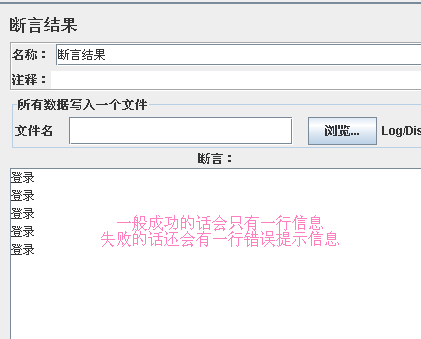 断言结果
名称： 断言结果
注释：
所有数据写入一个文件
文件名 浏览... Log/Dis
断言：
登录
登录
登录
登录
登录
一般成功的话会只有一行信息
失败的话还会有一行错误提示信息